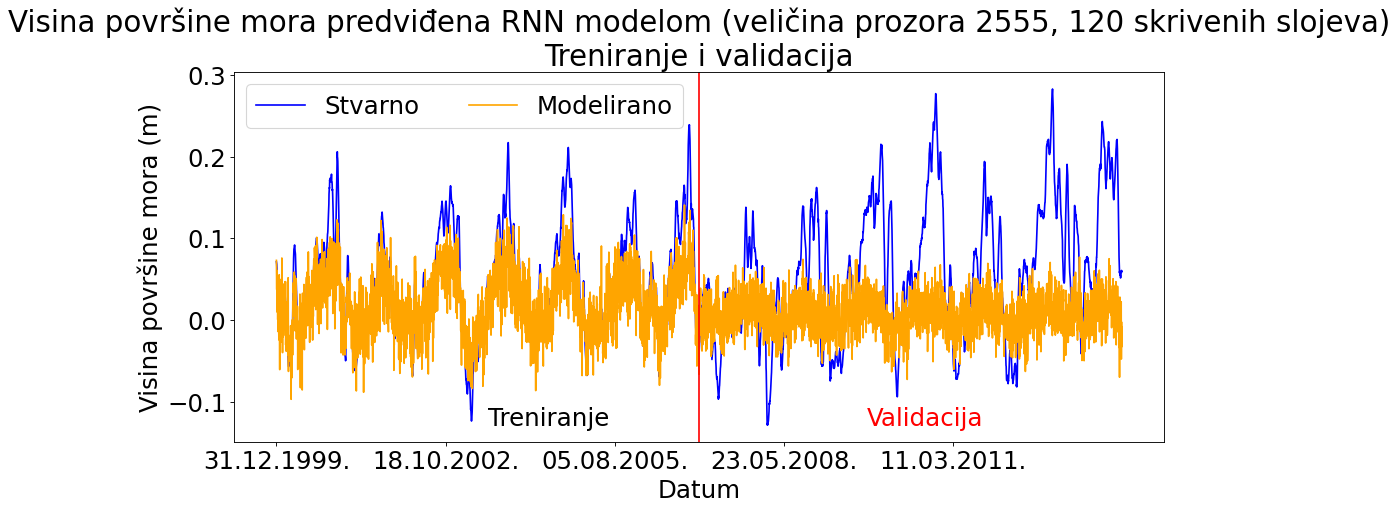 Visina površine mora predviđena RNN modelom (veličina prozora 2555, 120 skrivenih slojeva)
Treniranje i validacija
Stvarno
Modelirano
Visina površine mora (m)
0.3
0.2
0.1
0.0
−0.1
Treniranje
Validacija
31.12.1999.
18.10.2002.
05.08.2005.
23.05.2008.
11.03.2011.
Datum